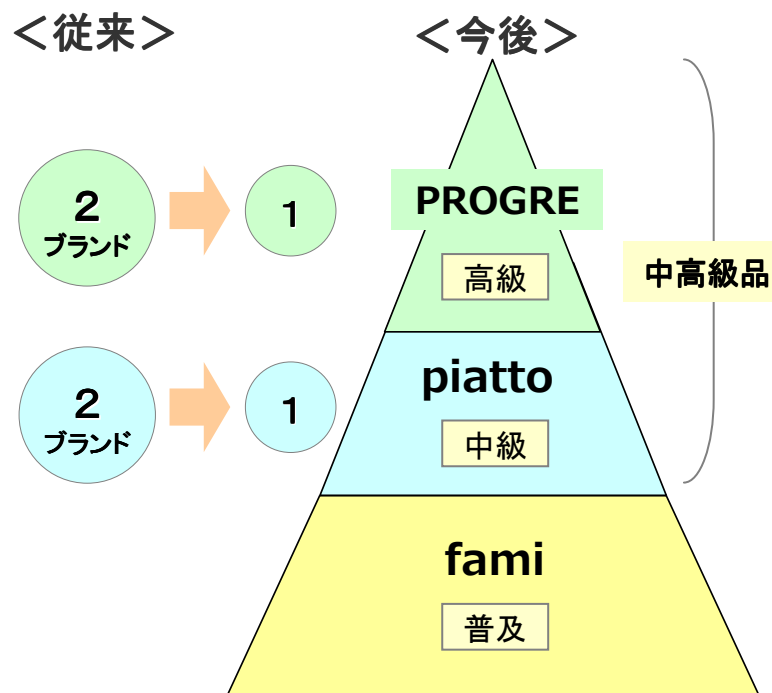 ＜従来＞
＜今後＞
２
ブランド
１
PROGRE
高級
中高級品
２
ブランド
１
piatto
中級
fami
普及